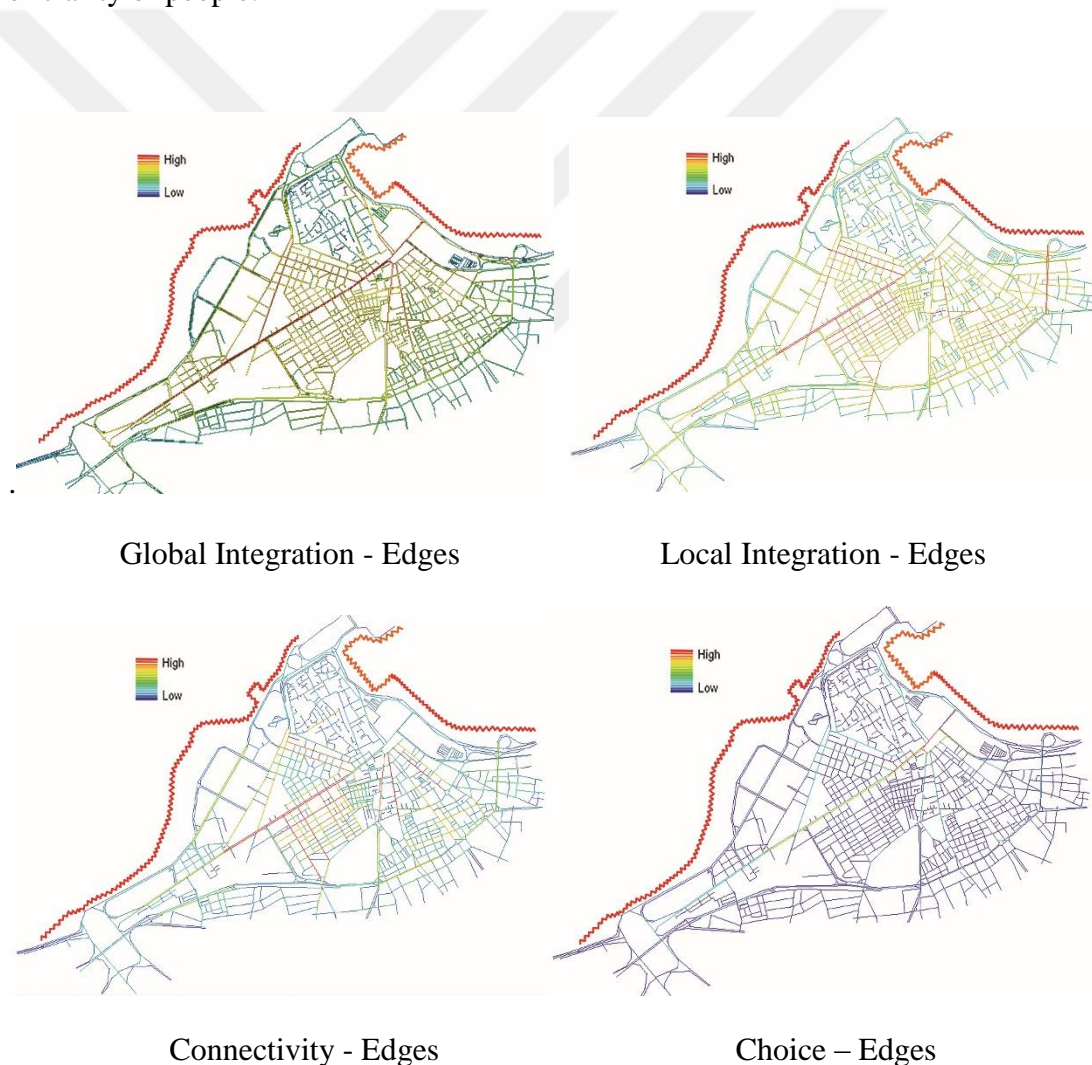 High
Low
High
Low
Global Integration - Edges
Local Integration - Edges
High
Low
High
Low
Connectivity - Edges
Choice – Edges